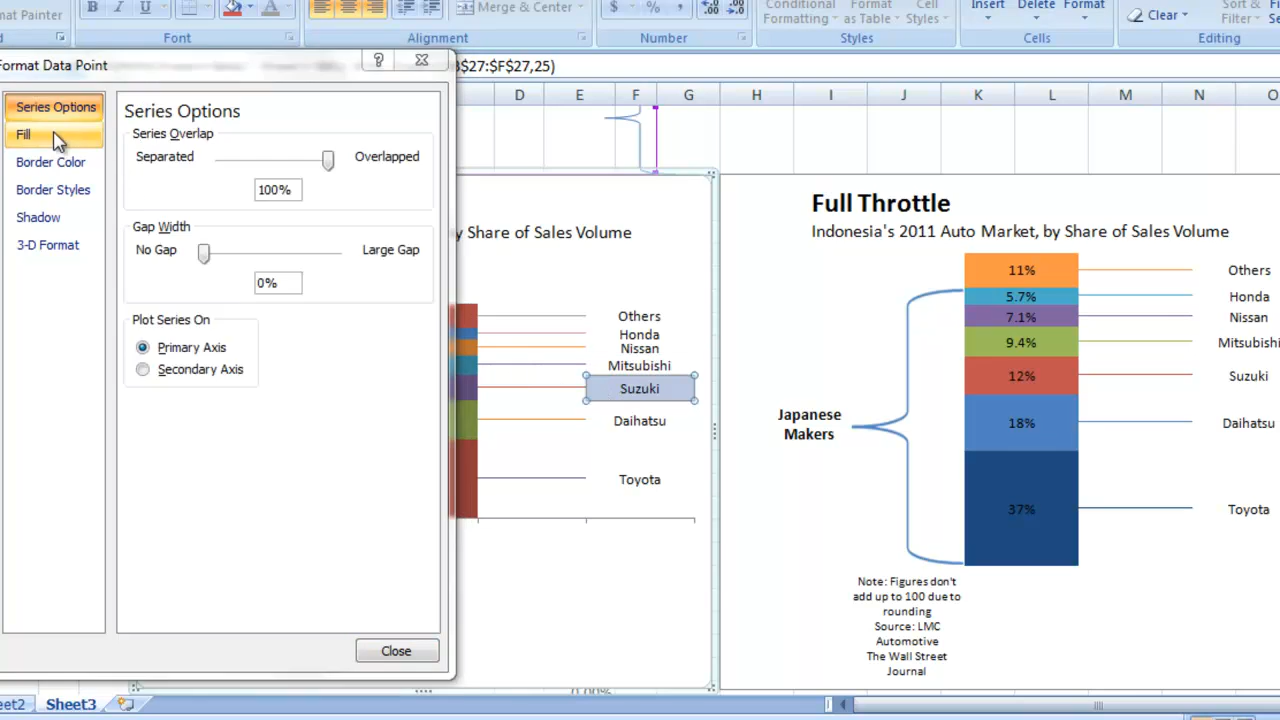 at Painter
B I U
A
Merge & Center
$ % ,
.00 .0
Conditional Formatting
Format as Table
Cell Styles
Insert Delete Format
Clear
Sort &
Filter
Font
Alignment
Number
Styles
Cells
Editing
Format Data Point
?
$27:$F$27,25)
D E F G H I J K L M N O
Series Options
Fill
Border Color
Border Styles
Shadow
3-D Format
Series Options
Series Overlap
Separated
Overlapped
100%
Gap Width
No Gap
Large Gap
0%
Plot Series On
Primary Axis
Secondary Axis
Close
y Share of Sales Volume
Others
Honda
Nissan
Mitsubishi
Suzuki
Daihatsu
Toyota
0.00%
Full Throttle
Indonesia's 2011 Auto Market, by Share of Sales Volume
11% Others
5.7% Honda
7.1% Nissan
9.4% Mitsubishi
12% Suzuki
18% Daihatsu
37% Toyota
Japanese
Makers
Note: Figures don't
add up to 100 due to
rounding
Source: LMC
Automotive
The Wall Street
Journal
eet2 Sheet3